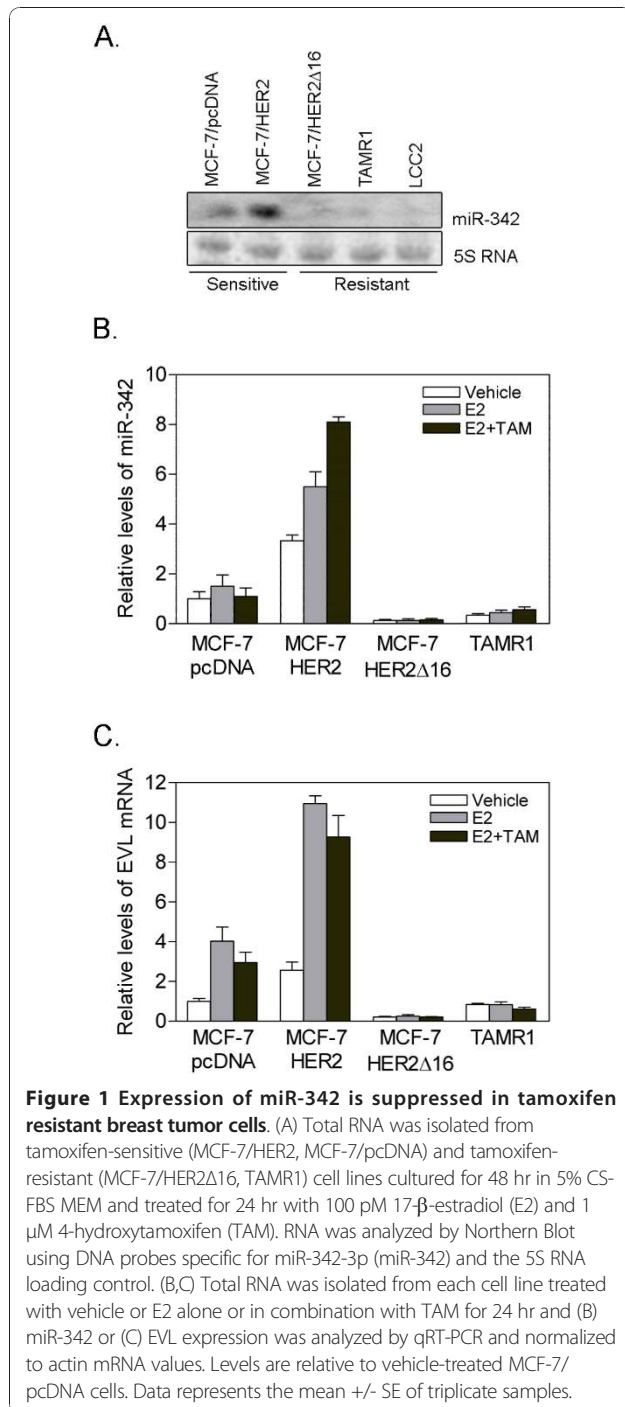 A.
MCF-7/pcDNA
MCF-7/HER2
MCF-7/HER2Δ16
TAMR1
LCC2
miR-342
5S RNA
Sensitive Resistant
B.
Relative levels of miR-342
10
8
6
4
2
0
Vehicle
E2
E2+TAM
MCF-7 MCF-7 MCF-7 TAMR1
pcDNA HER2 HER2Δ16
C.
Relative levels of EVL mRNA
12
10
8
6
4
2
0
Vehicle
E2
E2+TAM
MCF-7 MCF-7 MCF-7 TAMR1
pcDNA HER2 HER2Δ16
Figure 1 Expression of miR-342 is suppressed in tamoxifen
resistant breast tumor cells. (A) Total RNA was isolated from
tamoxifen-sensitive (MCF-7/HER2, MCF-7/pcDNA) and tamoxifen-
resistant (MCF-7/HER2Δ16, TAMR1) cell lines cultured for 48 hr in 5% CS-
FBS MEM and treated for 24 hr with 100 pM 17-β-estradiol (E2) and 1
μM 4-hydroxytamoxifen (TAM). RNA was analyzed by Northern Blot
using DNA probes specific for miR-342-3p (miR-342) and the 5S RNA
loading control. (B,C) Total RNA was isolated from each cell line treated
with vehicle or E2 alone or in combination with TAM for 24 hr and (B)
miR-342 or (C) EVL expression was analyzed by qRT-PCR and normalized
to actin mRNA values. Levels are relative to vehicle-treated MCF-7/
pcDNA cells. Data represents the mean +/- SE of triplicate samples.